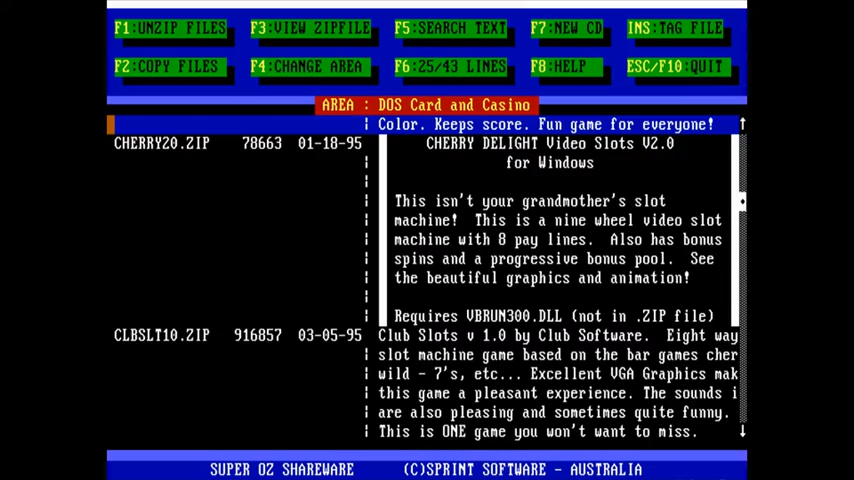 F1:UNZIP FILES F3:VIEW ZIPFILE F5:SEARCH TEXT F7:NEW CD INS:TAG FILE
F2:COPY FILES F4:CHANGE AREA F6:25/43 LINES F8:HELP ESC/F10:QUIT
AREA : DOS Card and Casino
Color. Keeps score. Fun game for everyone!
CHERRY20.ZIP 78663 01-18-95 CHERRY DELIGHT Video Slots V2.0
for Windows
This isn't your grandmother's slot
machine! This is a nine wheel video slot
machine with 8 pay lines. Also has bonus
spins and a progressive bonus pool. See
the beautiful graphics and animation!
Requires VBRUN300.DLL (not in .ZIP file)
CLBSLT10.ZIP 916857 03-05-95 Club Slots v 1.0 by Club Software. Eight way
slot machine game based on the bar games cher
wild - 7's, etc... Excellent VGA Graphics mak
this game a pleasant experience. The sounds i
are also pleasing and sometimes quite funny.
This is ONE game you won't want to miss.
SUPER OZ SHAREWARE (C)SPRINT SOFTWARE - AUSTRALIA